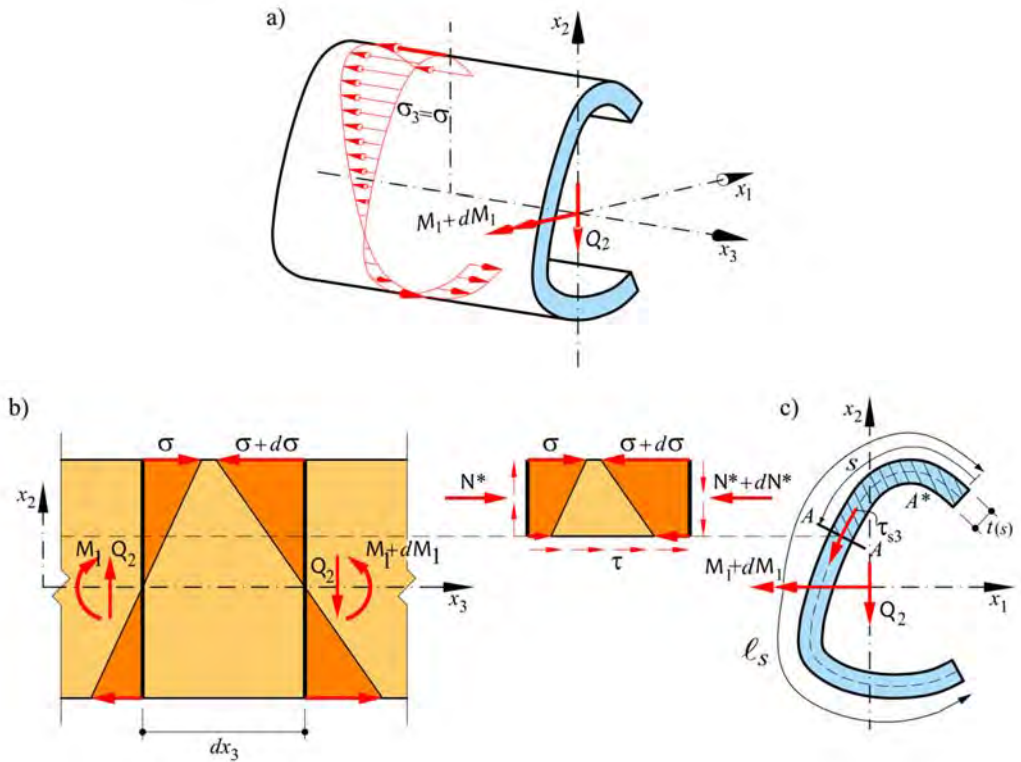 a)
x₂
σ₃=σ
x₁
M₁+dM₁
Q₂
x₃
b)
c)
σ
σ+dσ
σ
σ+dσ
x₂
x₂
s
N*
N*+dN*
A*
A
τₛ₃
t(s)
A
M₁
Q₂
Q₂
M₁+dM₁
τ
M₁+dM₁
x₃
x₁
Q₂
ℓₛ
dx₃